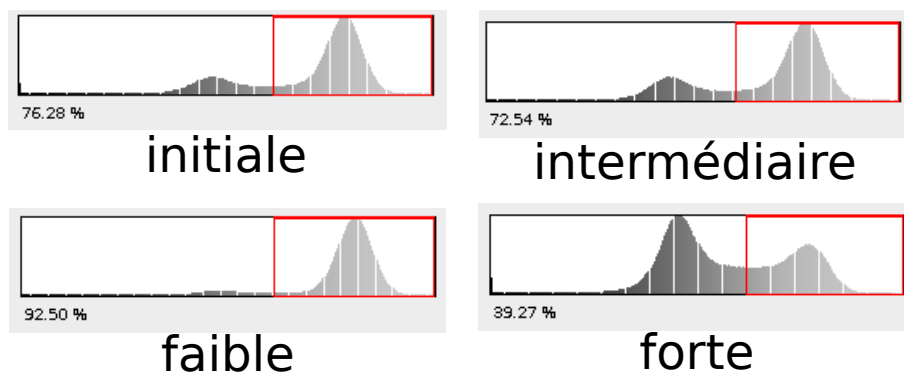 76.28 %
initiale
72.54 %
intermédiaire
92.50 %
faible
39.27 %
forte